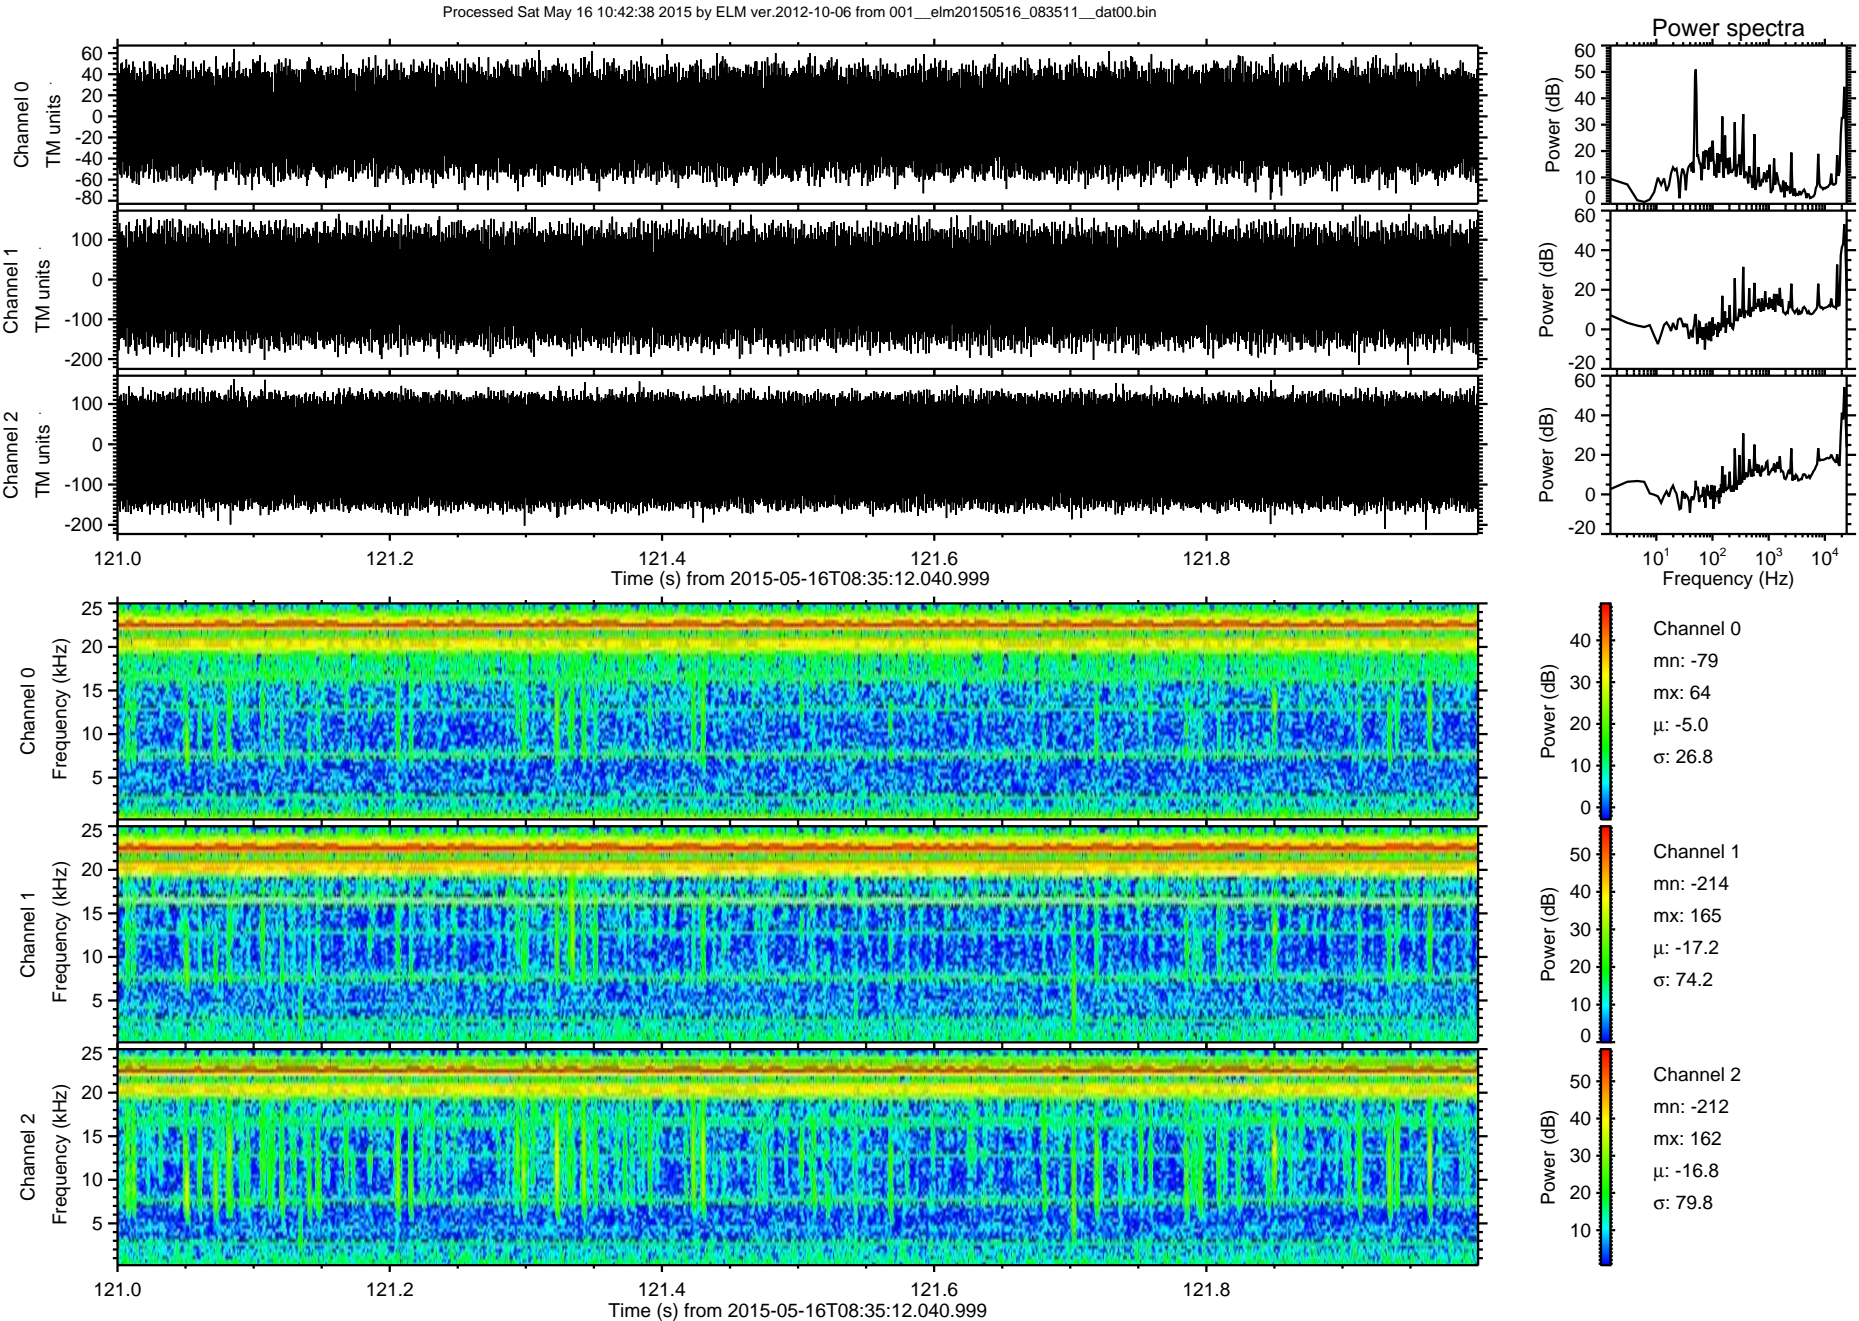 Processed Sat May 16 10:42:38 2015 by ELM ver.2012-10-06 from 001__elm20150516_083511__dat00.bin
Power spectra
Channel 0
TM units
60
40
20
0
-20
-40
-60
-80
Power (dB)
60
50
40
30
20
10
0
Channel 1
TM units
100
0
-100
-200
Power (dB)
60
40
20
0
-20
Channel 2
TM units
100
0
-100
-200
Power (dB)
60
40
20
0
-20
121.0 121.2 121.4 121.6 121.8
Time (s) from 2015-05-16T08:35:12.040.999
10^1 10^2 10^3 10^4
Frequency (Hz)
Channel 0
Frequency (kHz)
25
20
15
10
5
Power (dB)
40
30
20
10
0
Channel 0
mn: -79
mx: 64
μ: -5.0
σ: 26.8
Channel 1
Frequency (kHz)
25
20
15
10
5
Power (dB)
50
40
30
20
10
0
Channel 1
mn: -214
mx: 165
μ: -17.2
σ: 74.2
Channel 2
Frequency (kHz)
25
20
15
10
5
Power (dB)
50
40
30
20
10
Channel 2
mn: -212
mx: 162
μ: -16.8
σ: 79.8
121.0 121.2 121.4 121.6 121.8
Time (s) from 2015-05-16T08:35:12.040.999